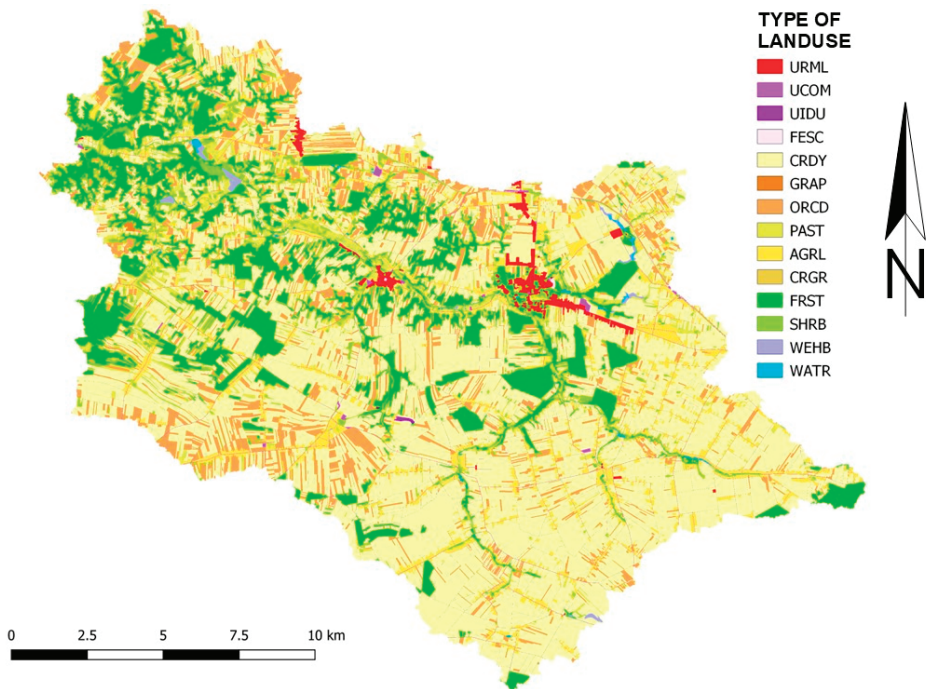 TYPE OF
LANDUSE
URML
UCOM
UIDU
FESC
CRDY
GRAP
ORCD
PAST
AGRL
CRGR
FRST
SHRB
WEHB
WATR
N
0 2.5 5 7.5 10 km